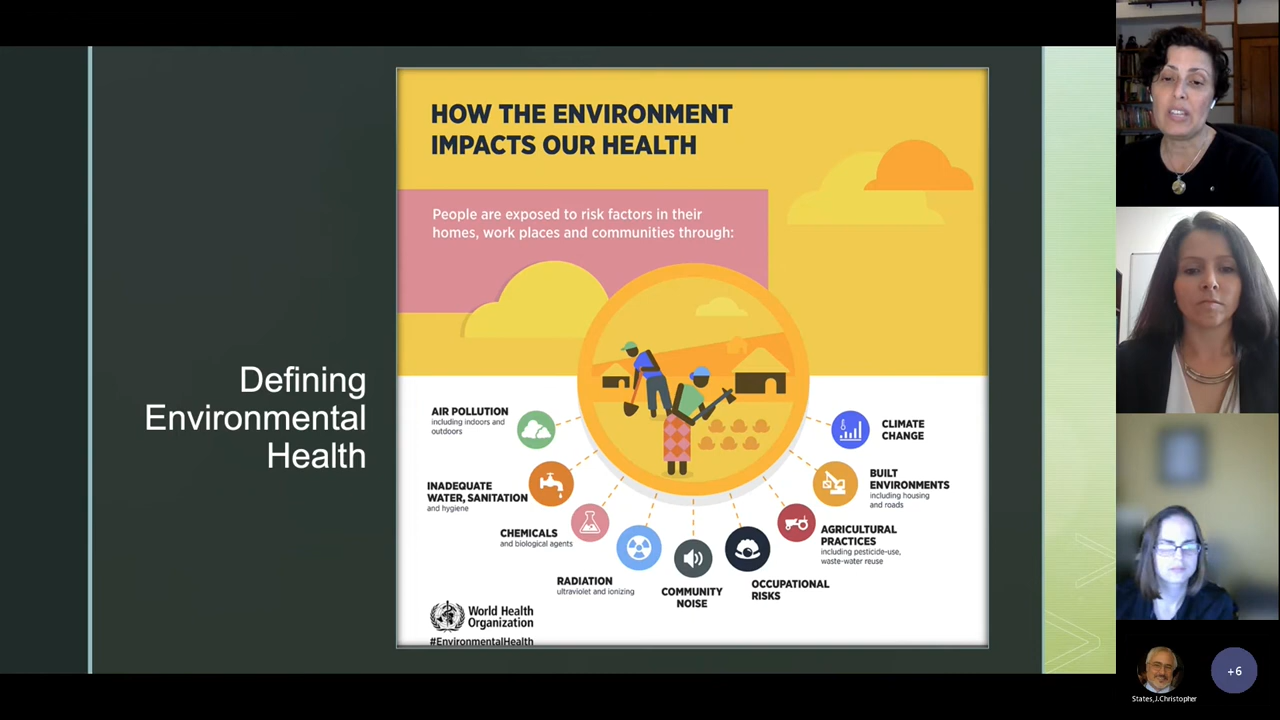 Defining
Environmental
Health
HOW THE ENVIRONMENT
IMPACTS OUR HEALTH
People are exposed to risk factors in their
homes, work places and communities through:
AIR POLLUTION
including indoors and
outdoors
INADEQUATE
WATER, SANITATION
and hygiene
CHEMICALS
and biological agents
RADIATION
ultraviolet and ionizing
COMMUNITY
NOISE
OCCUPATIONAL
RISKS
AGRICULTURAL
PRACTICES
including pesticide-use,
waste-water reuse
BUILT
ENVIRONMENTS
including housing
and roads
CLIMATE
CHANGE
World Health
Organization
#EnvironmentalHealth
States,J.Christopher
+6